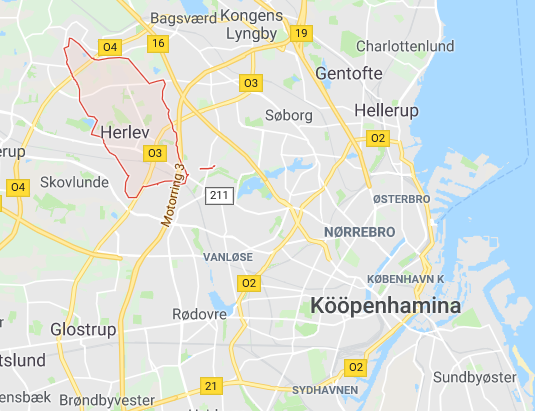 Bagsværd
Kongens
Lyngby
O4
16
19
Charlottenlund
O3
Gentofte
Hellerup
Søborg
Herlev
O2
O3
erup
Skovlunde
O4
Motorring 3
211
ØSTERBRO
NØRREBRO
VANLØSE
KØBENHAVN K
O2
Kööpenhamina
Rødovre
Glostrup
tslund
O2
Sundbyøster
21
SYDHAVNEN
ensbæk
Brøndbyvester